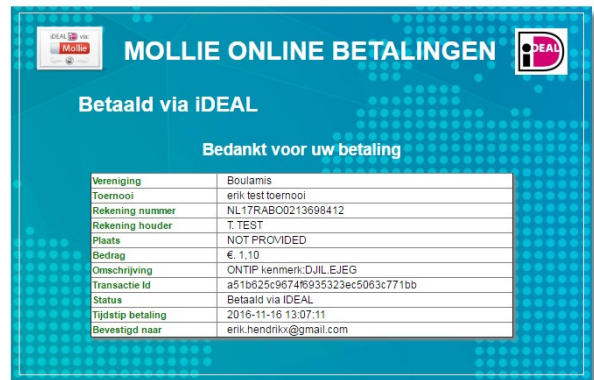 iDEAL via:
Mollie
MOLLIE ONLINE BETALINGEN
iDEAL
Betaald via iDEAL
Bedankt voor uw betaling
Vereniging Boulamis
Toernooi erik test toernooi
Rekening nummer NL17RABO0213698412
Rekening houder T. TEST
Plaats NOT PROVIDED
Bedrag €. 1,10
Omschrijving ONTIP kenmerk:DJIL.EJEG
Transactie Id a51b625c9674f6935323ec5063c771bb
Status Betaald via IDEAL
Tijdstip betaling 2016-11-16 13:07:11
Bevestigd naar erik.hendrikx@gmail.com